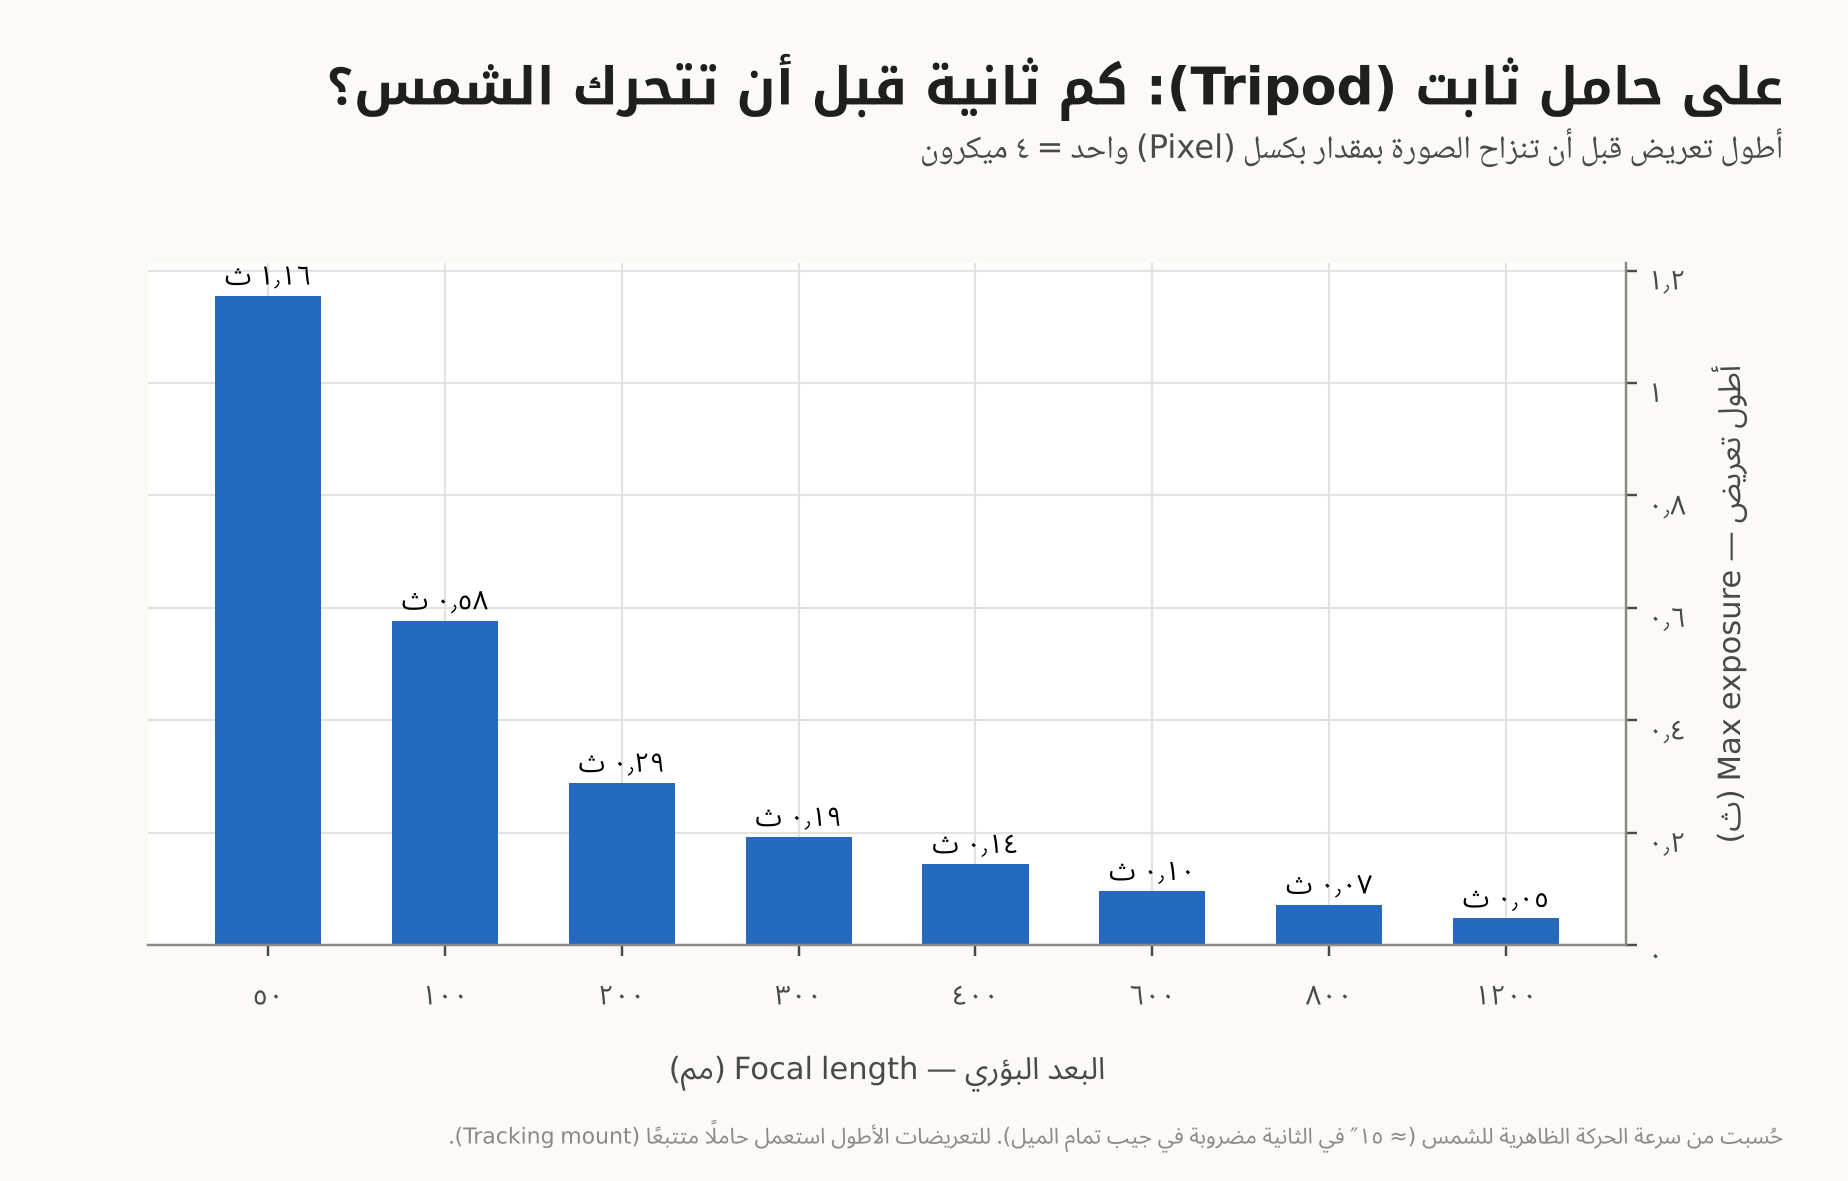 على حامل ثابت (Tripod): كم ثانية قبل أن تتحرك الشمس؟
أطول تعريض قبل أن تنزاح الصورة بمقدار بكسل (Pixel) واحد = ٤ ميكرون
١٫١٦ ث
٠٫٥٨ ث
٠٫٢٩ ث
٠٫١٩ ث
٠٫١٤ ث
٠٫١٠ ث
٠٫٠٧ ث
٠٫٠٥ ث
١٫٢
١
٠٫٨
٠٫٦
٠٫٤
٠٫٢
٠
أطول تعريض — Max exposure (ث)
٥٠
١٠٠
٢٠٠
٣٠٠
٤٠٠
٦٠٠
٨٠٠
١٢٠٠
البعد البؤري — Focal length (مم)
حُسبت من سرعة الحركة الظاهرية للشمس (≈ ١٥″ في الثانية مضروبة في جيب تمام الميل). للتعريضات الأطول استعمل حاملًا متتبعًا (Tracking mount).